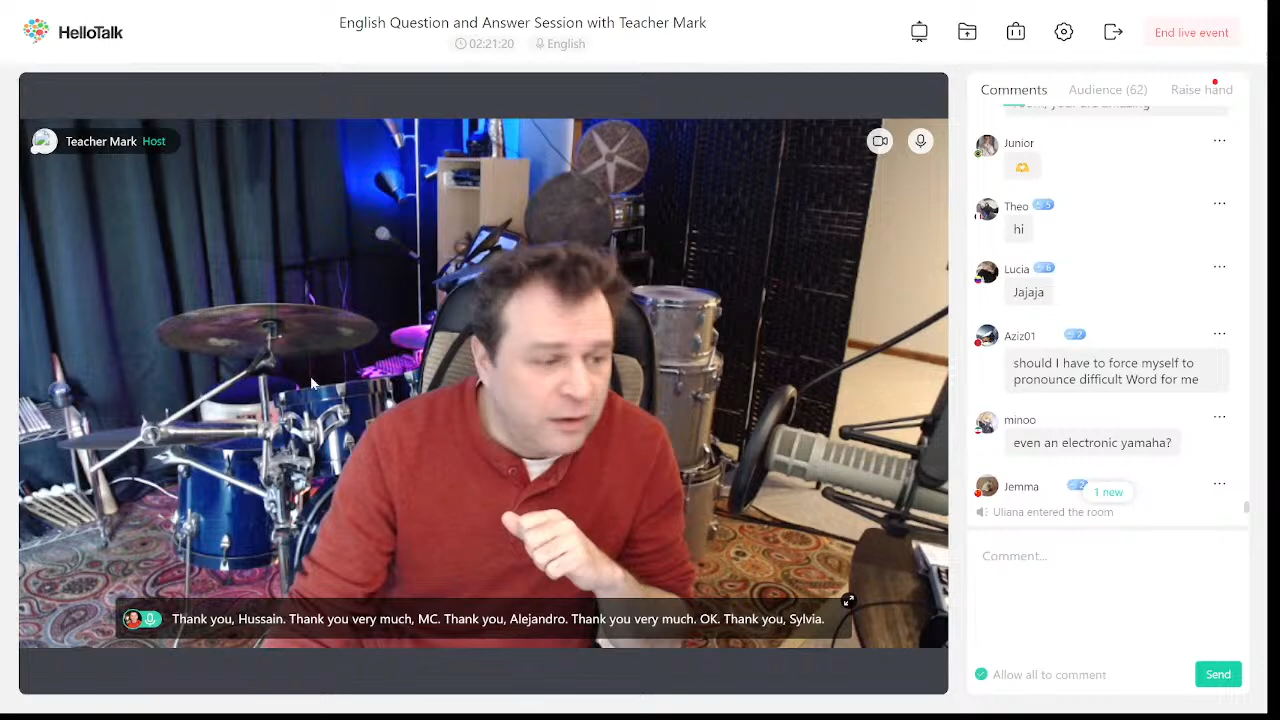 HelloTalk
English Question and Answer Session with Teacher Mark
02:21:20 English
End live event
Teacher Mark Host
Thank you, Hussain. Thank you very much, MC. Thank you, Alejandro. Thank you very much. OK. Thank you, Sylvia.
Comments Audience (62) Raise hand
Junior
Theo 5
hi
Lucia 6
Jajaja
Aziz01 2
should I have to force myself to
pronounce difficult Word for me
minoo
even an electronic yamaha?
Jemma
1 new
Uliana entered the room
Comment...
Allow all to comment
Send